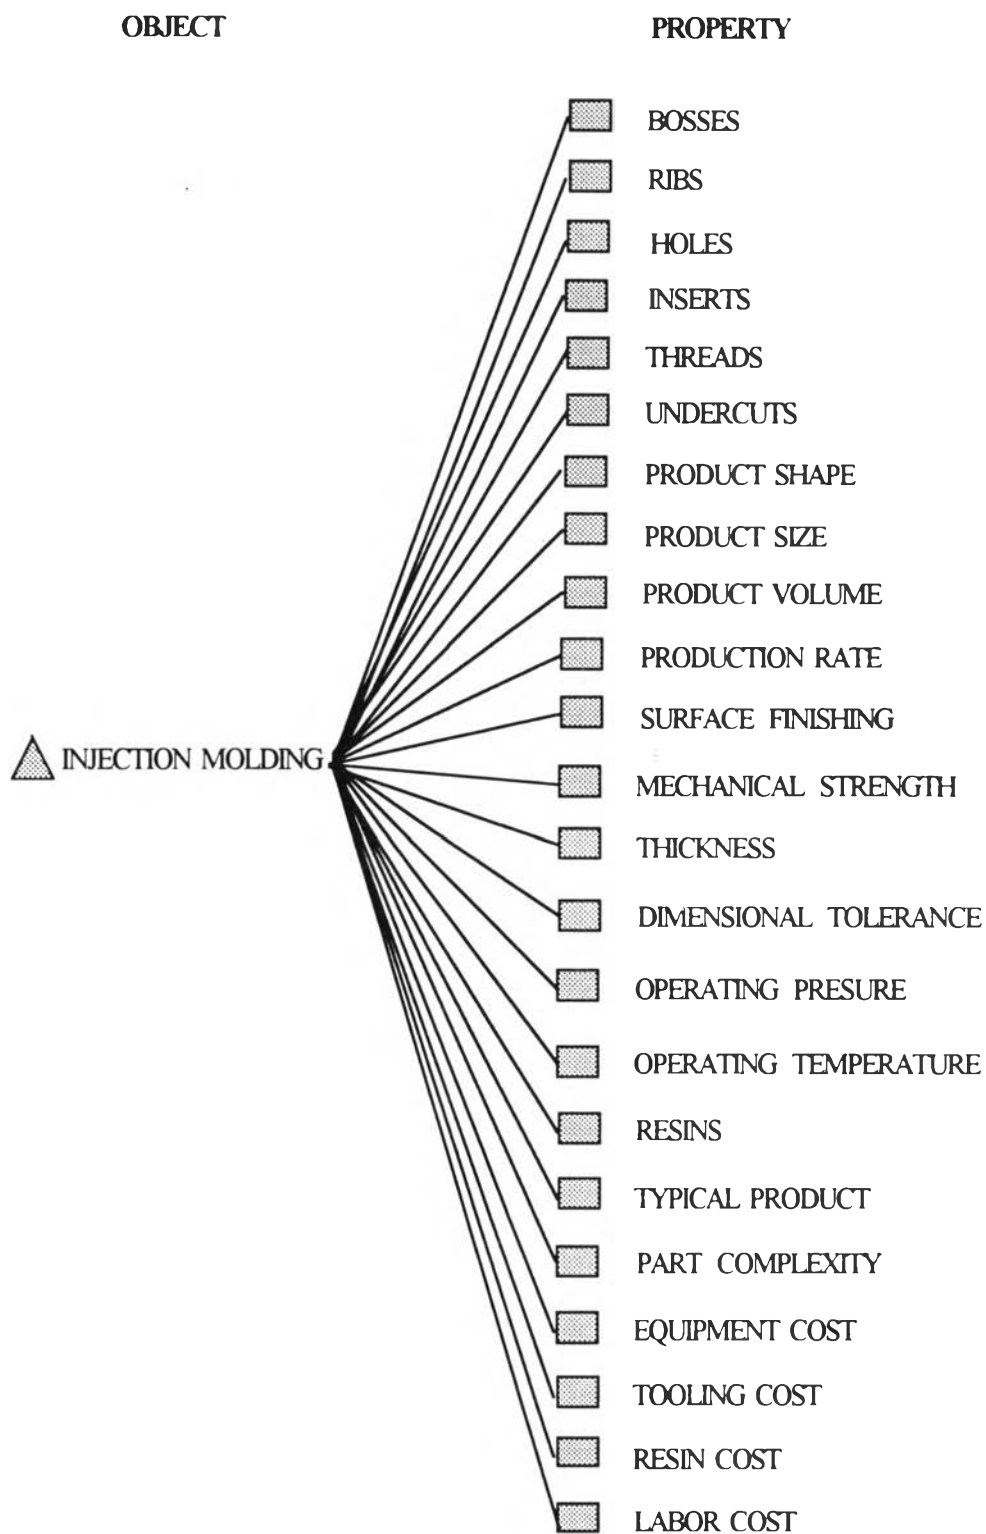 OBJECT PROPERTY
BOSSES
RIBS
HOLES
INSERTS
THREADS
UNDERCUTS
PRODUCT SHAPE
PRODUCT SIZE
PRODUCT VOLUME
PRODUCTION RATE
SURFACE FINISHING
INJECTION MOLDING
MECHANICAL STRENGTH
THICKNESS
DIMENSIONAL TOLERANCE
OPERATING PRESURE
OPERATING TEMPERATURE
RESINS
TYPICAL PRODUCT
PART COMPLEXITY
EQUIPMENT COST
TOOLING COST
RESIN COST
LABOR COST